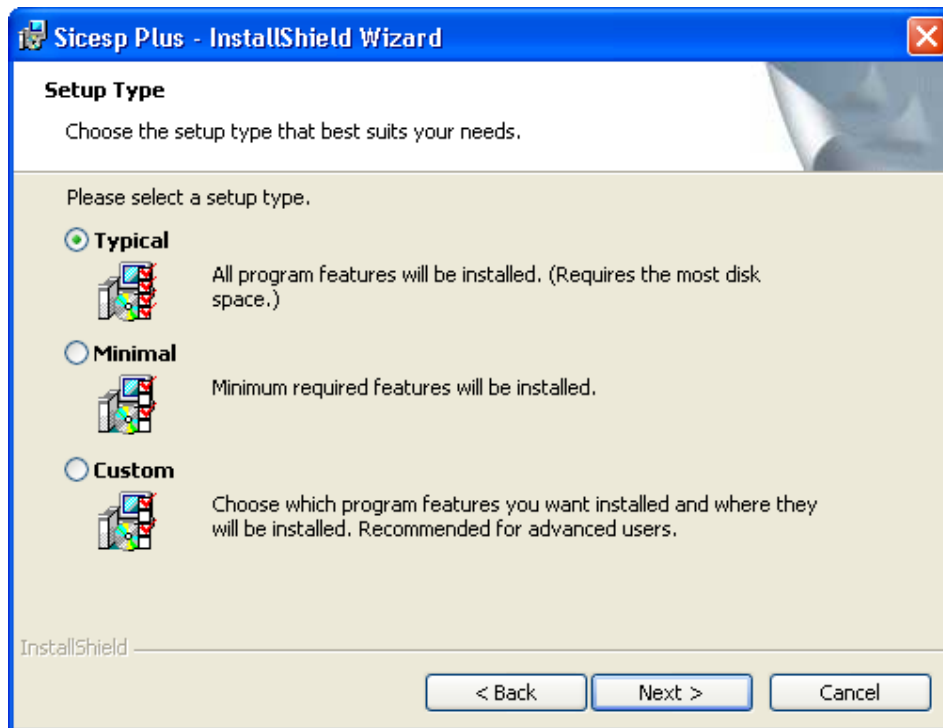 Sicesp Plus - InstallShield Wizard
Setup Type
Choose the setup type that best suits your needs.
Please select a setup type.
Typical
All program features will be installed. (Requires the most disk
space.)
Minimal
Minimum required features will be installed.
Custom
Choose which program features you want installed and where they
will be installed. Recommended for advanced users.
InstallShield
< Back
Next >
Cancel